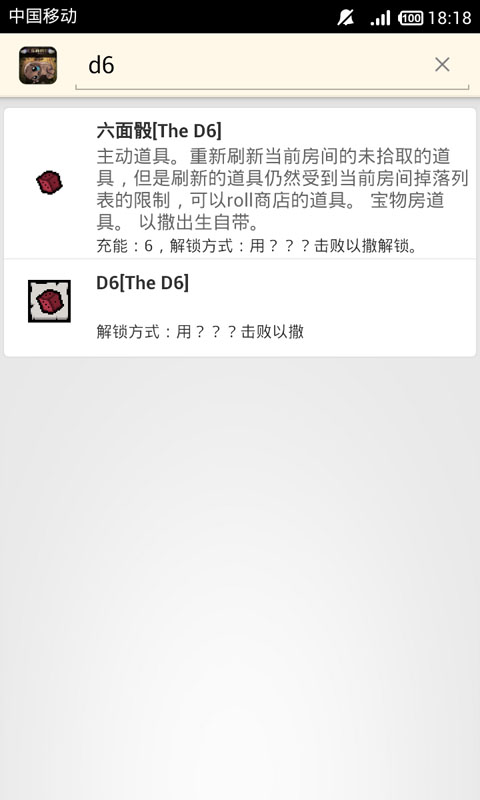 中国移动 100 18:18
d6
六面骰[The D6]
主动道具。重新刷新当前房间的未拾取的道
具，但是刷新的道具仍然受到当前房间掉落列
表的限制，可以roll商店的道具。 宝物房道
具。 以撒出生自带。
充能：6，解锁方式：用？？？击败以撒解锁。
D6[The D6]
解锁方式：用？？？击败以撒